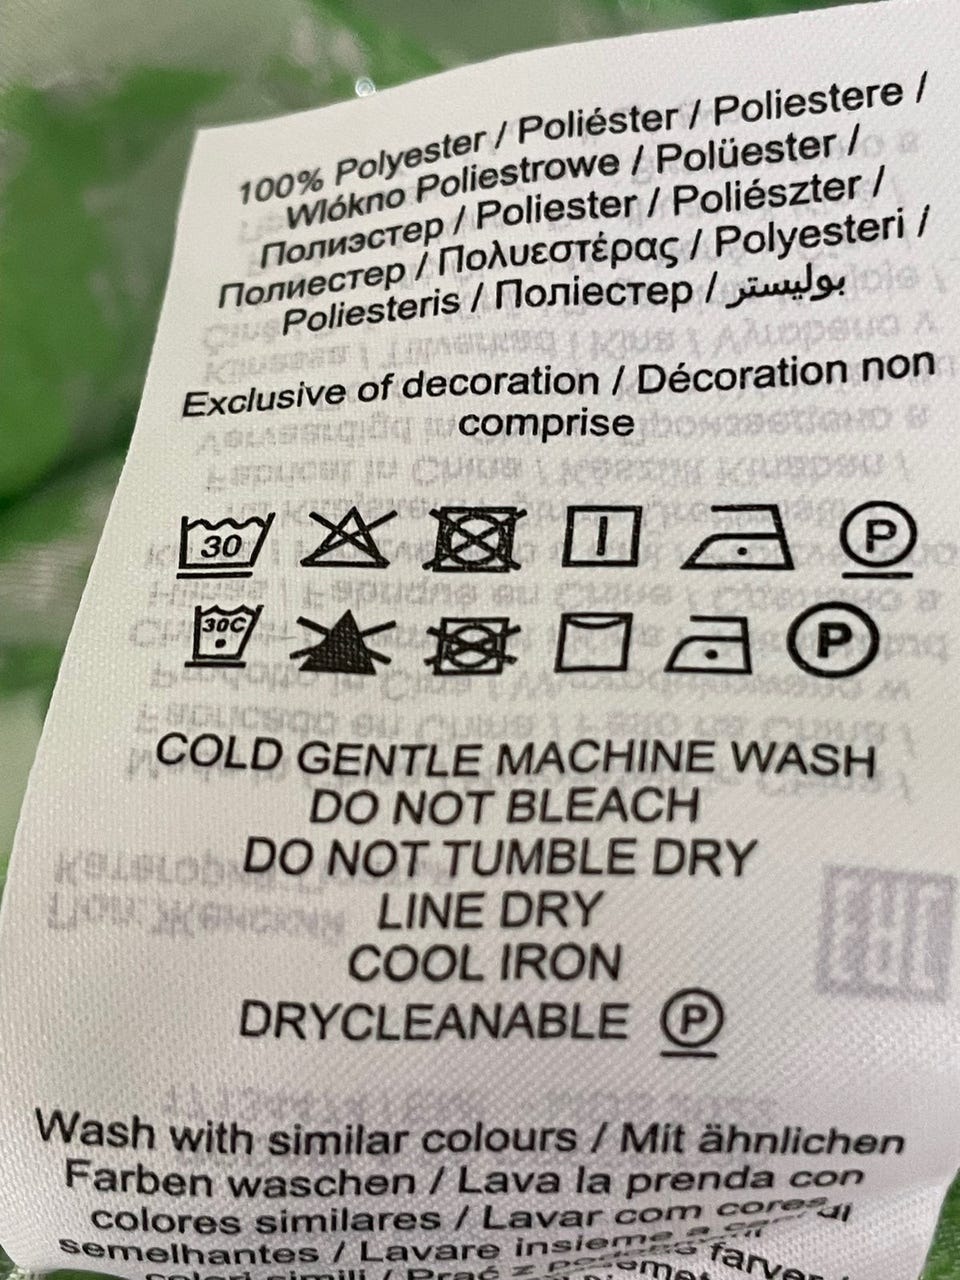 100% Polyester / Poliéster / Poliestere /
Wlókno Poliestrowe / Polüester /
Полиэстер / Poliester / Poliészter /
Полиестер / Πολυεστέρας / Polyesteri /
Poliesteris / Поліестер / بوليستر
Exclusive of decoration / Décoration non
comprise
30 P
30C P
COLD GENTLE MACHINE WASH
DO NOT BLEACH
DO NOT TUMBLE DRY
LINE DRY
COOL IRON
DRYCLEANABLE P
Wash with similar colours / Mit ähnlichen
Farben waschen / Lava la prenda con
colores similares / Lavar com cores
semelhantes / Lavare insieme a
colori simili / Prać z